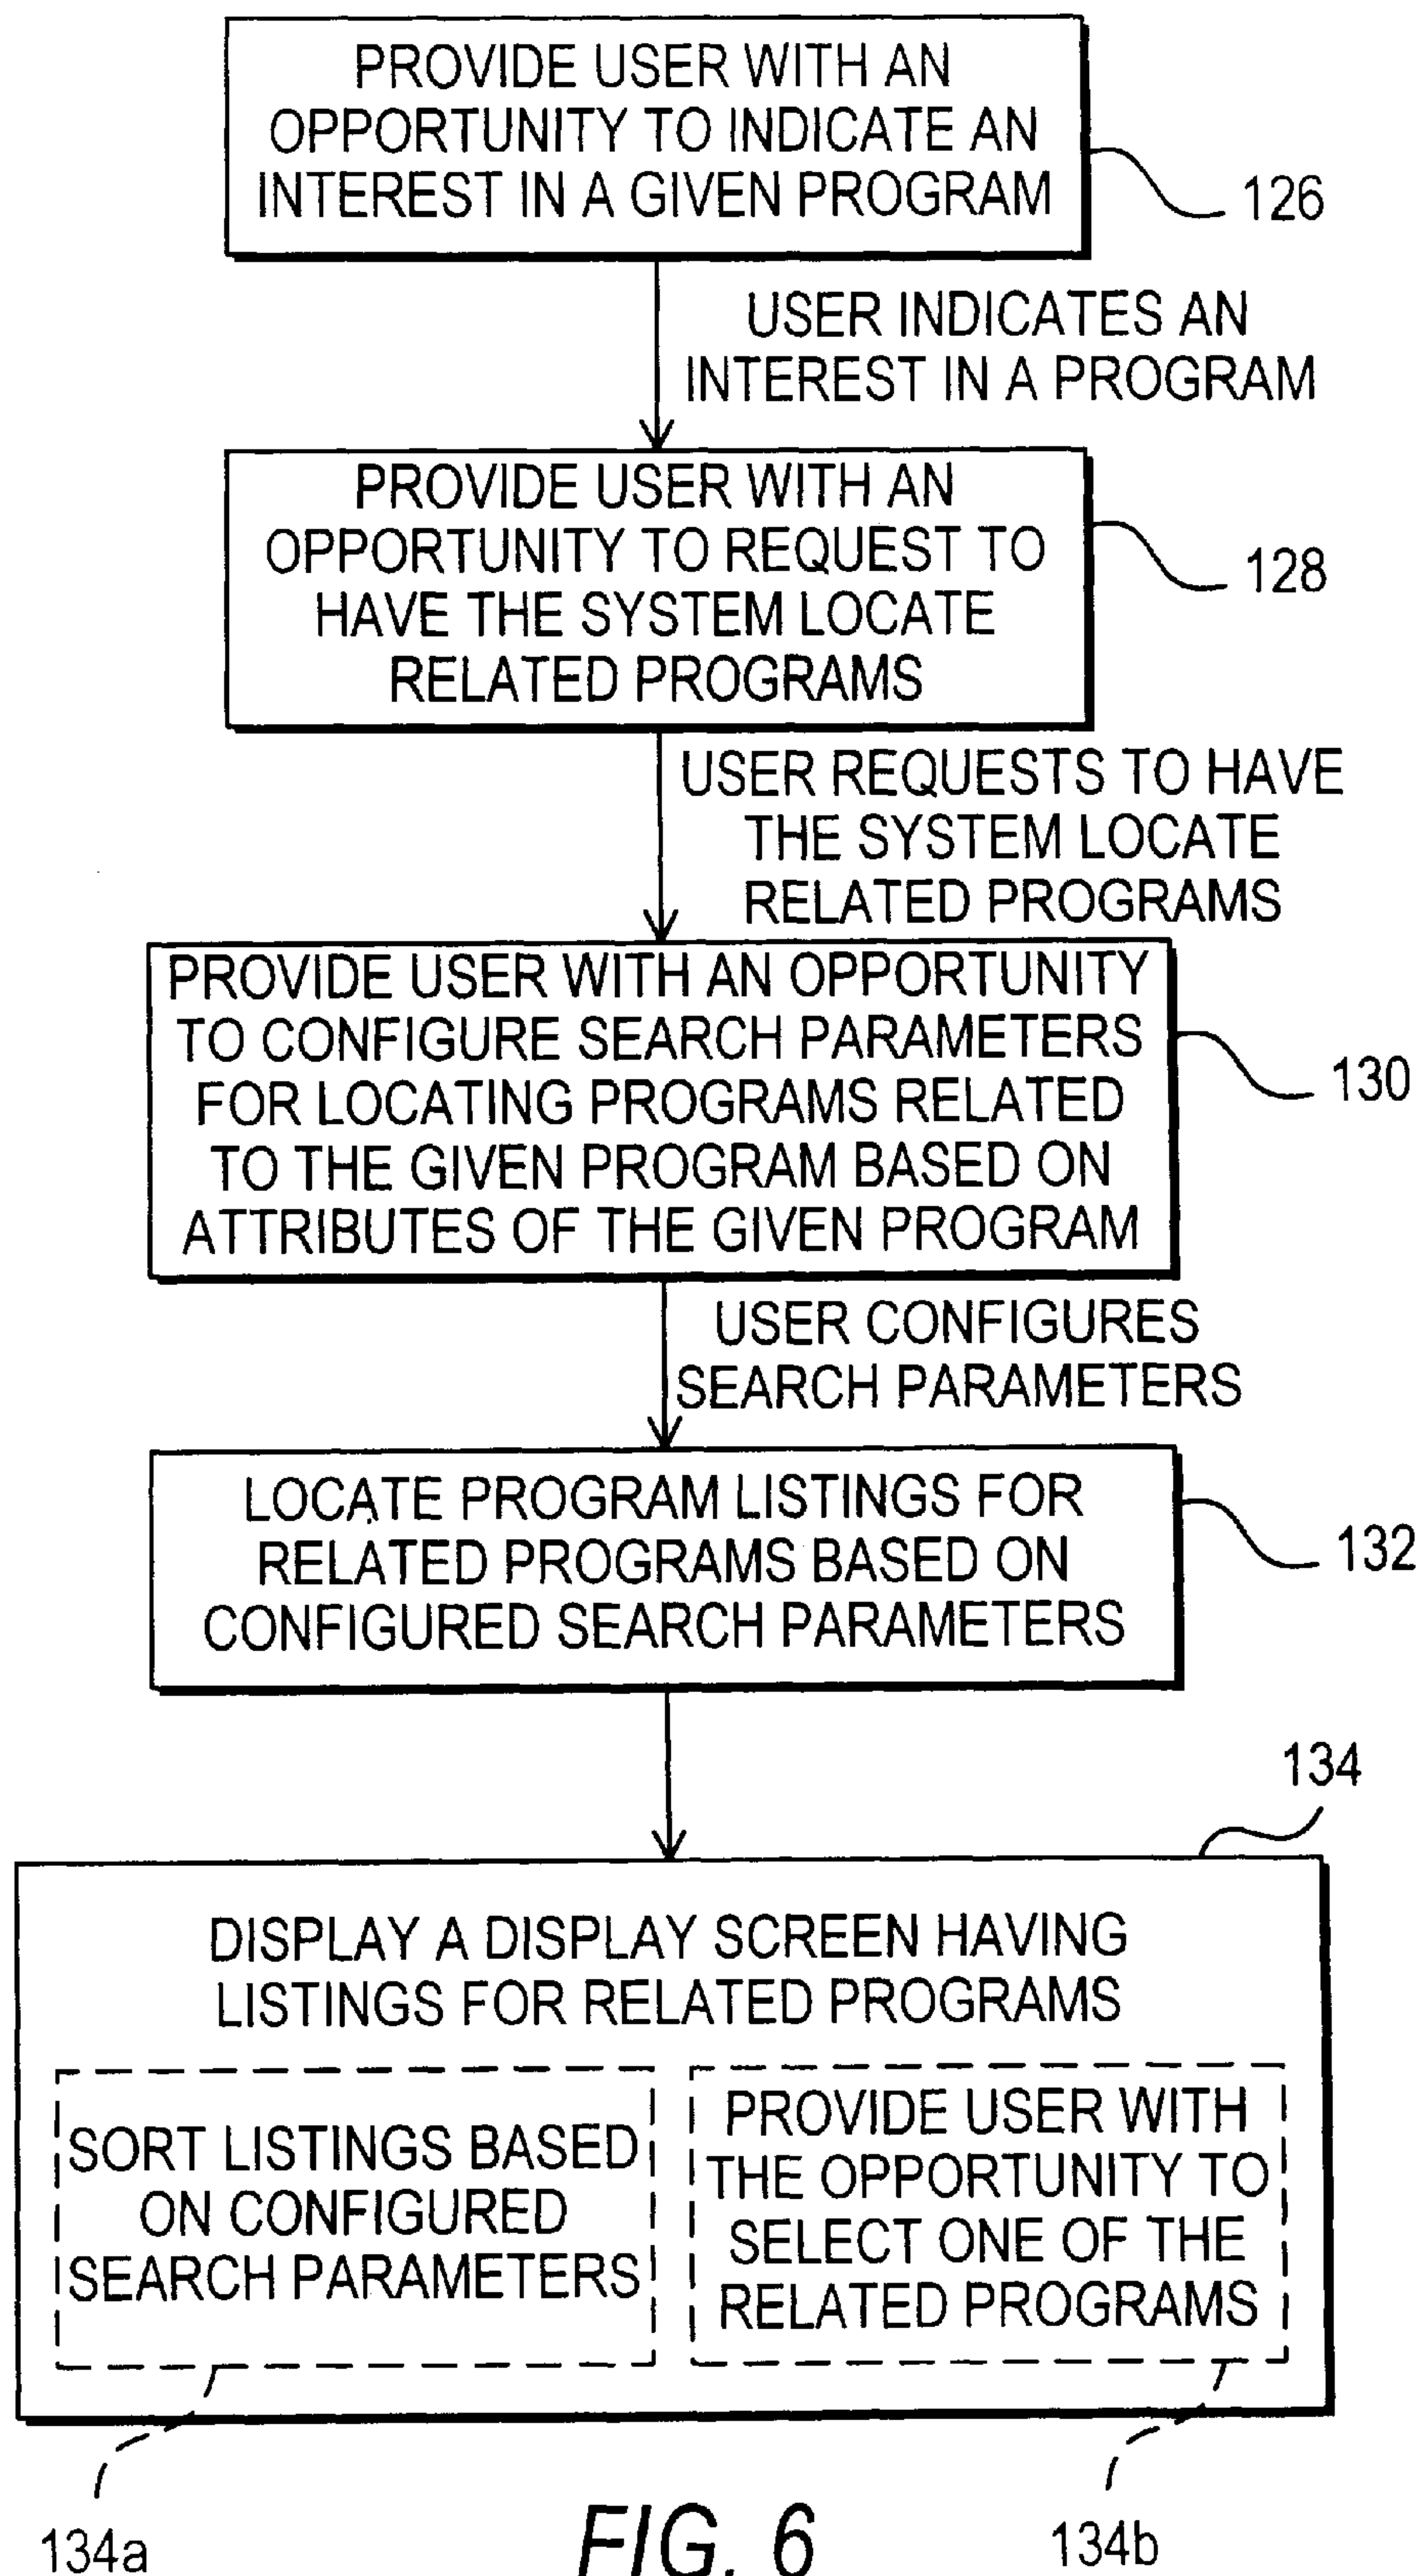 PROVIDE USER WITH AN
OPPORTUNITY TO INDICATE AN
INTEREST IN A GIVEN PROGRAM
126
USER INDICATES AN
INTEREST IN A PROGRAM
PROVIDE USER WITH AN
OPPORTUNITY TO REQUEST TO
HAVE THE SYSTEM LOCATE
RELATED PROGRAMS
128
USER REQUESTS TO HAVE
THE SYSTEM LOCATE
RELATED PROGRAMS
PROVIDE USER WITH AN OPPORTUNITY
TO CONFIGURE SEARCH PARAMETERS
FOR LOCATING PROGRAMS RELATED
TO THE GIVEN PROGRAM BASED ON
ATTRIBUTES OF THE GIVEN PROGRAM
130
USER CONFIGURES
SEARCH PARAMETERS
LOCATE PROGRAM LISTINGS FOR
RELATED PROGRAMS BASED ON
CONFIGURED SEARCH PARAMETERS
132
134
DISPLAY A DISPLAY SCREEN HAVING
LISTINGS FOR RELATED PROGRAMS
SORT LISTINGS BASED
ON CONFIGURED
SEARCH PARAMETERS
PROVIDE USER WITH
THE OPPORTUNITY TO
SELECT ONE OF THE
RELATED PROGRAMS
134a
134b
FIG. 6